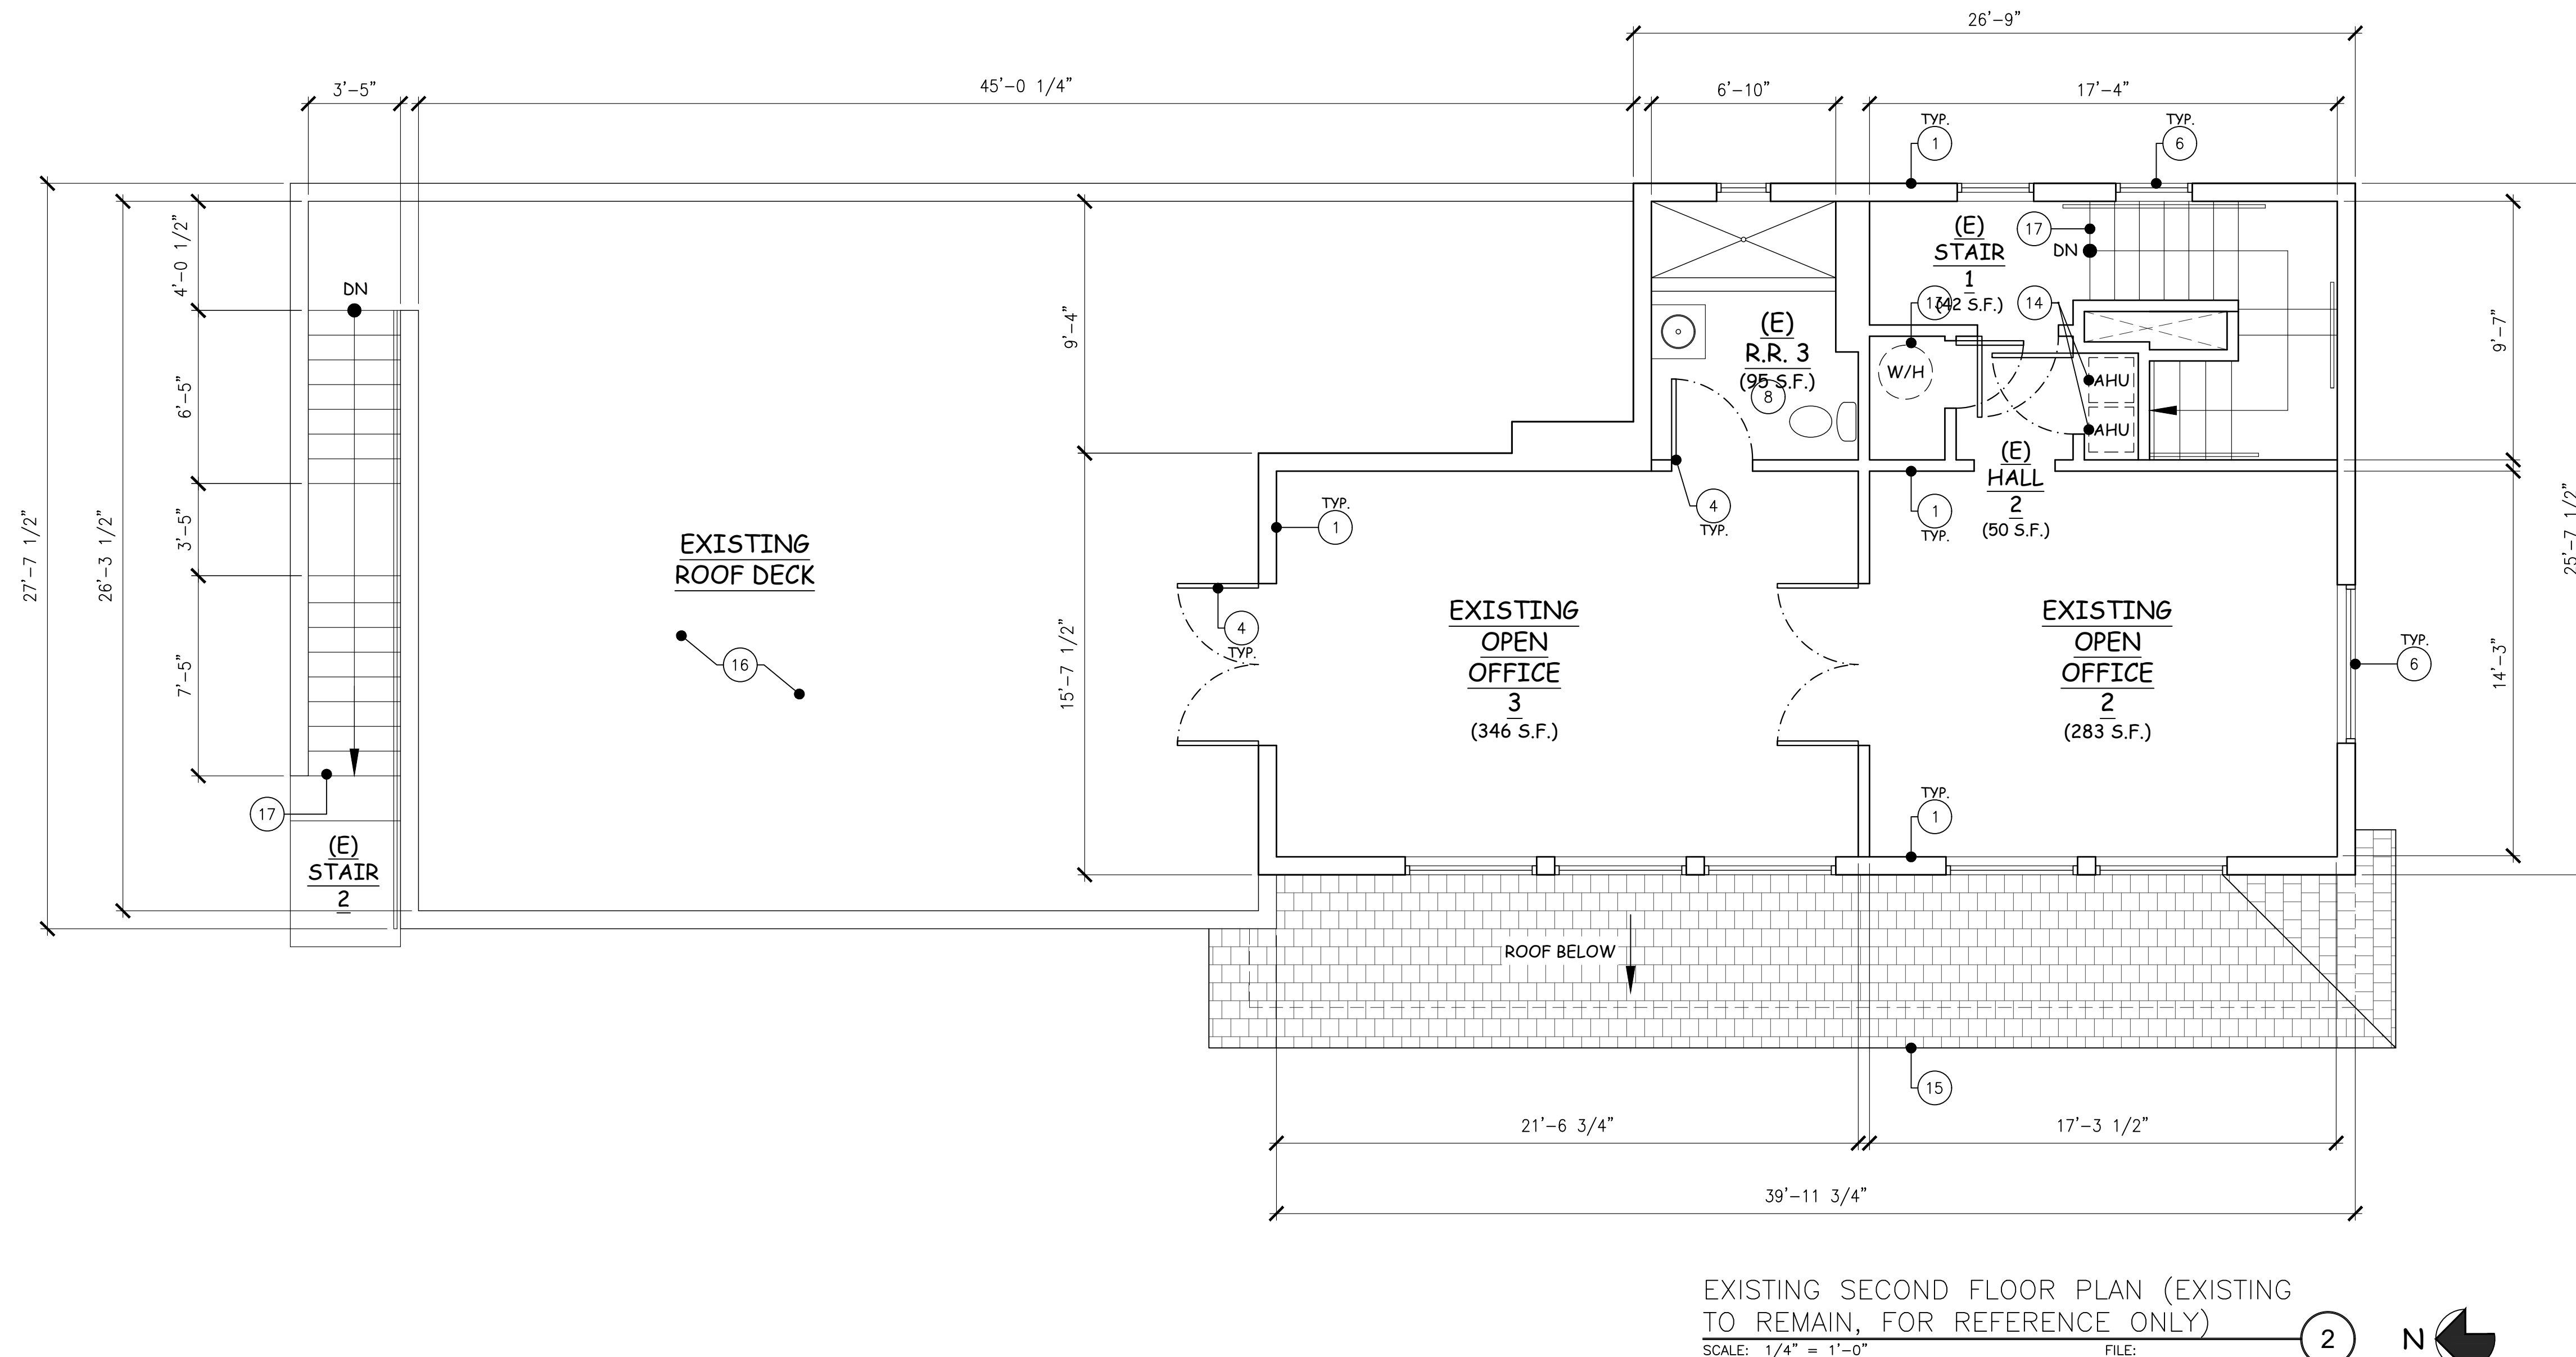 26'-9"
3'-5"
45'-0 1/4"
6'-10"
17'-4"
TYP.
1
TYP.
6
4'-0 1/2"
DN
6'-5"
3'-5"
7'-5"
27'-7 1/2"
26'-3 1/2"
9'-4"
15'-7 1/2"
17
(E)
STAIR
2
EXISTING
ROOF DECK
16
(E)
STAIR
1
(42 S.F.)
17
DN
13
14
(E)
R.R. 3
(95 S.F.)
8
W/H
AHU
AHU
(E)
HALL
2
(50 S.F.)
9'-7"
25'-7 1/2"
14'-3"
TYP.
1
4
TYP.
1
TYP.
4
TYP.
EXISTING
OPEN
OFFICE
3
(346 S.F.)
EXISTING
OPEN
OFFICE
2
(283 S.F.)
TYP.
6
TYP.
1
ROOF BELOW
15
21'-6 3/4"
17'-3 1/2"
39'-11 3/4"
EXISTING SECOND FLOOR PLAN (EXISTING
TO REMAIN, FOR REFERENCE ONLY)
2
N
SCALE: 1/4" = 1'-0"
FILE: